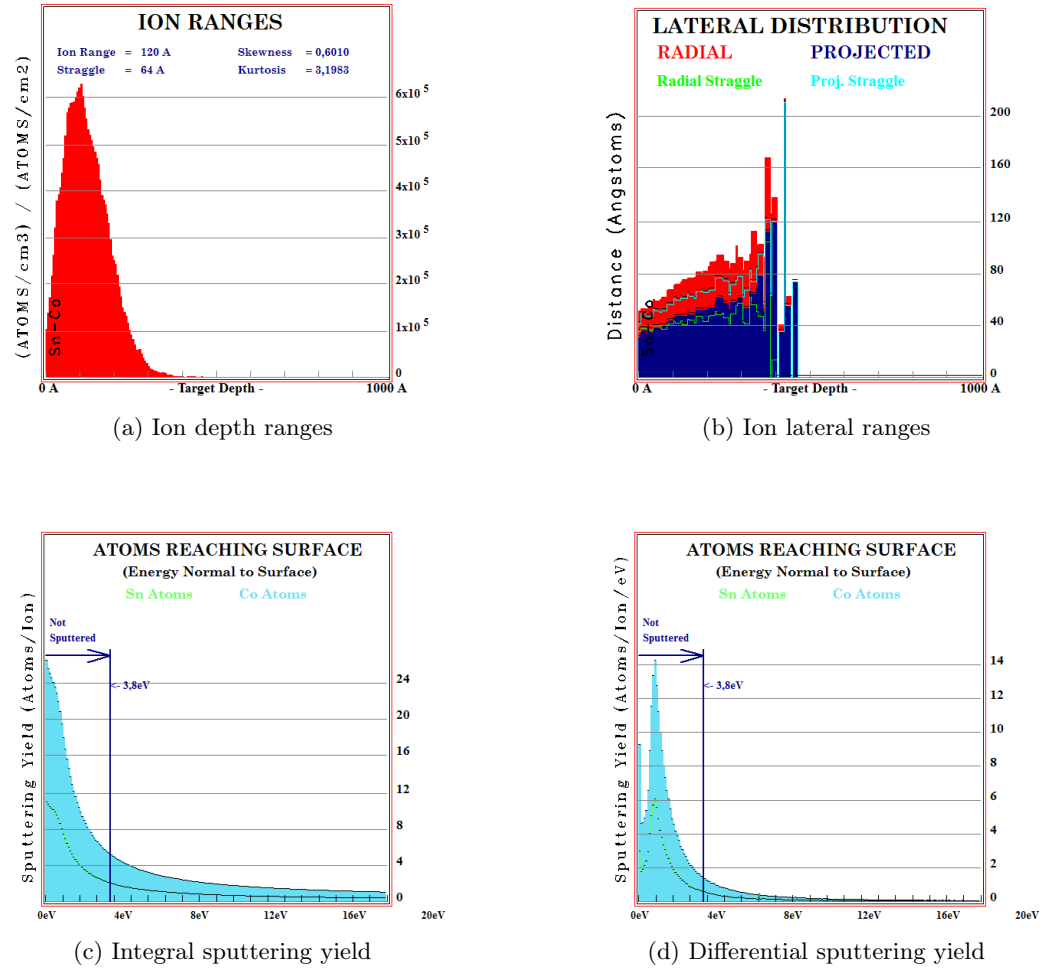 ION RANGES
Ion Range = 120 A Skewness = 0,6010
Straggle = 64 A Kurtosis = 3,1983
(ATOMS/cm3) / (ATOMS/cm2)
6x10 5
5x10 5
4x10 5
3x10 5
2x10 5
1x10 5
0
Sn-Co
0 A - Target Depth - 1000 A
(a) Ion depth ranges
LATERAL DISTRIBUTION
RADIAL PROJECTED
Radial Straggle Proj. Straggle
Distance (Angstoms)
200
160
120
80
40
0
Sn-Co
0 A - Target Depth - 1000 A
(b) Ion lateral ranges
ATOMS REACHING SURFACE
(Energy Normal to Surface)
Sn Atoms Co Atoms
Not
Sputtered
<- 3,8eV
Sputtering Yield (Atoms/Ion)
24
20
16
12
8
4
0
0eV 4eV 8eV 12eV 16eV 20eV
(c) Integral sputtering yield
ATOMS REACHING SURFACE
(Energy Normal to Surface)
Sn Atoms Co Atoms
Not
Sputtered
<- 3,8eV
Sputtering Yield (Atoms/Ion/eV)
14
12
10
8
6
4
2
0
0eV 4eV 8eV 12eV 16eV 20eV
(d) Differential sputtering yield